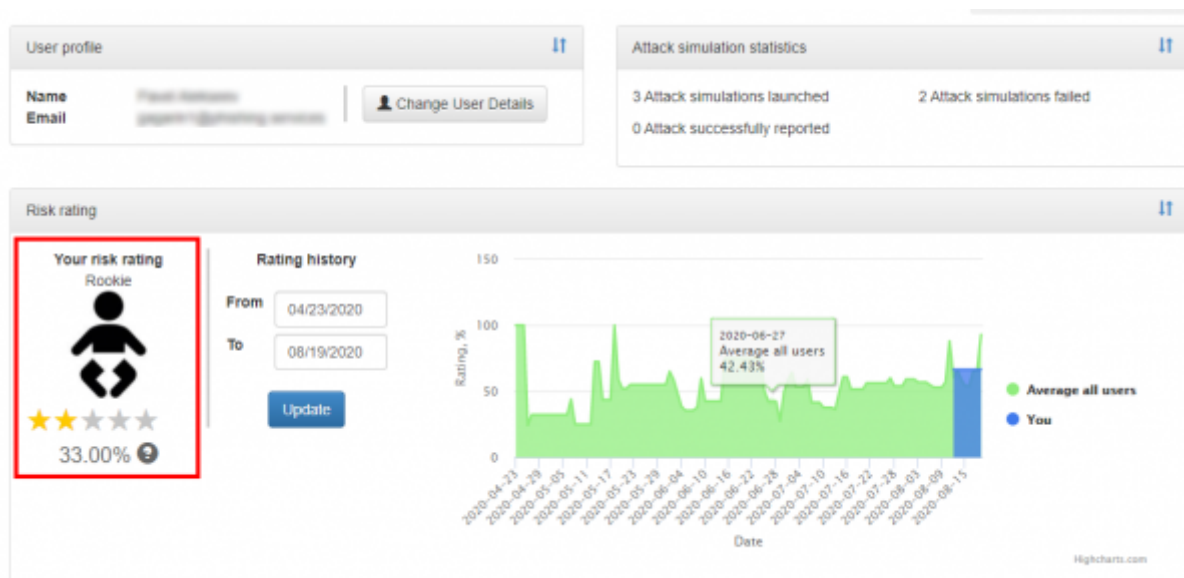 User profile
Name
Email
Change User Details
Attack simulation statistics
3 Attack simulations launched
2 Attack simulations failed
0 Attack successfully reported
Risk rating
Your risk rating
Rookie
33.00% ?
Rating history
From 04/23/2020
To 08/19/2020
Update
150
100
50
0
Rating, %
2020-06-27
Average all users
42.43%
2020-04-23
2020-04-29
2020-05-05
2020-05-11
2020-05-17
2020-05-23
2020-05-29
2020-06-04
2020-06-10
2020-06-16
2020-06-22
2020-06-28
2020-07-04
2020-07-10
2020-07-16
2020-07-22
2020-07-28
2020-08-03
2020-08-09
2020-08-15
Date
Average all users
You
Highcharts.com